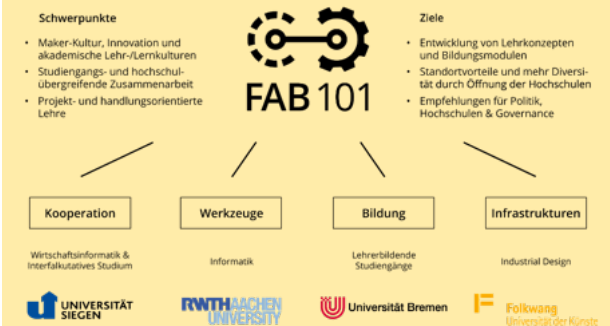 Schwerpunkte
• Maker-Kultur, Innovation und
akademische Lehr-/Lernkulturen
• Studiengangs- und hochschul-
übergreifende Zusammenarbeit
• Projekt- und handlungsorientierte
Lehre
FAB 101
Ziele
• Entwicklung von Lehrkonzepten
und Bildungsmodulen
• Standortvorteile und mehr Diversi-
tät durch Öffnung der Hochschulen
• Empfehlungen für Politik,
Hochschulen & Governance
Kooperation
Werkzeuge
Bildung
Infrastrukturen
Wirtschaftsinformatik &
Interfalkutatives Studium
Informatik
Lehrerbildende
Studiengänge
Industrial Design
UNIVERSITÄT
SIEGEN
RWTHAACHEN
UNIVERSITY
Universität Bremen
Folkwang
Universität der Künste